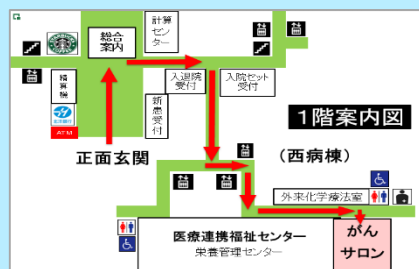 計算
センター
総合
案内
入退院
受付
入院セット
受付
精算機
新患受付
ATM
1階案内図
正面玄関
(西病棟)
外来化学療法室
医療連携福祉センター
栄養管理センター
がん
サロン